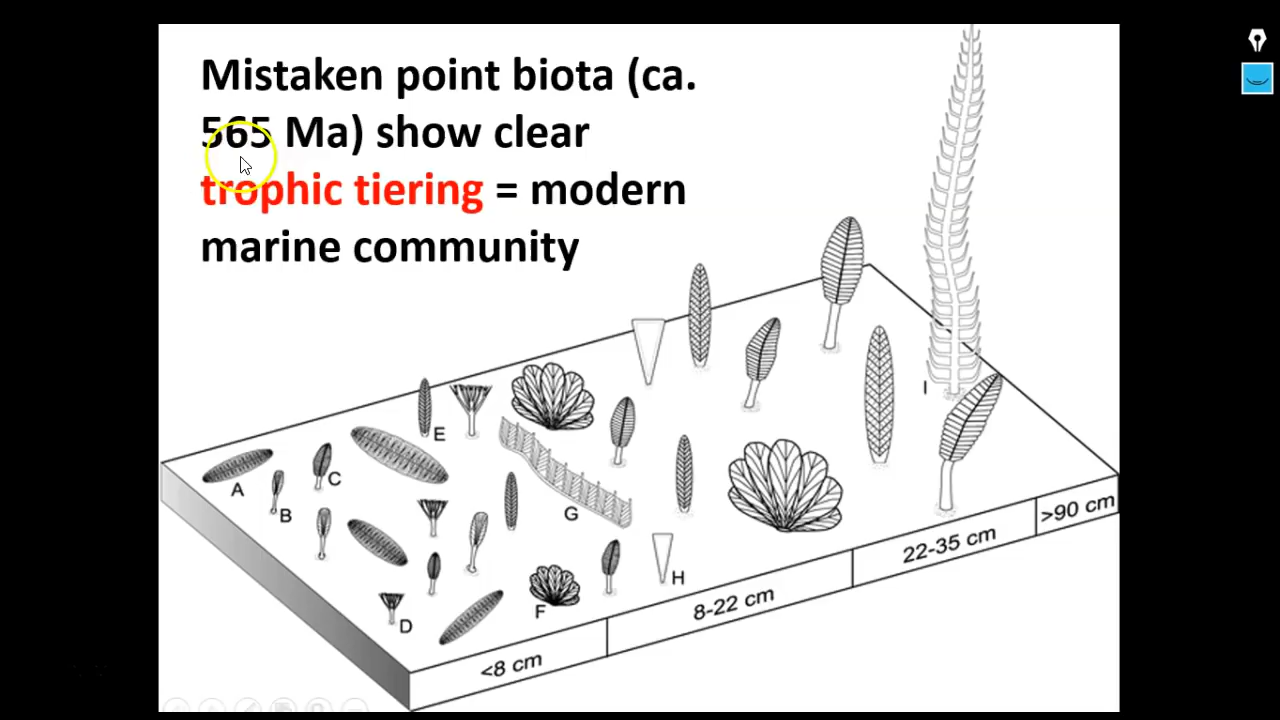 Mistaken point biota (ca.
565 Ma) show clear
trophic tiering = modern
marine community
I
E
C
A
B
G
H
F
D
<8 cm
8-22 cm
22-35 cm
>90 cm